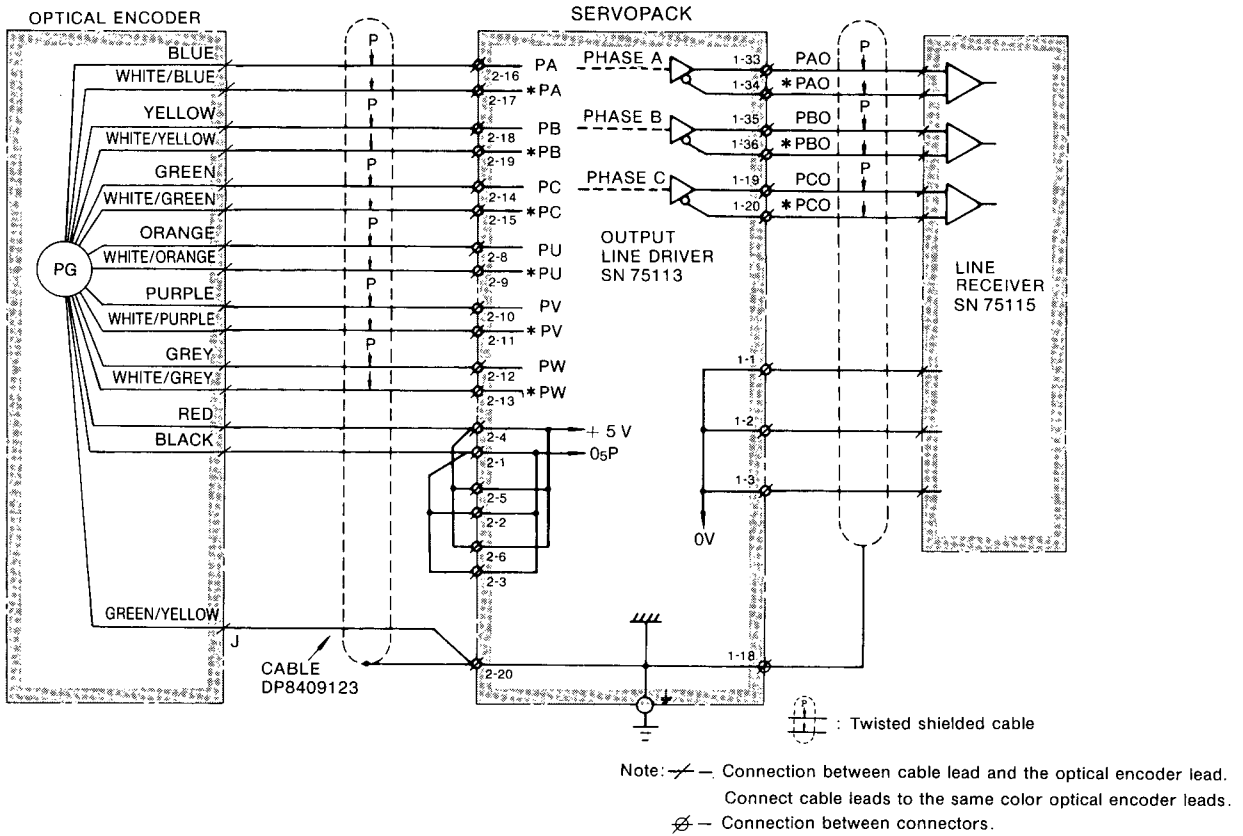 OPTICAL ENCODER
SERVOPACK
BLUE
WHITE/BLUE
YELLOW
WHITE/YELLOW
GREEN
WHITE/GREEN
ORANGE
WHITE/ORANGE
PURPLE
WHITE/PURPLE
GREY
WHITE/GREY
RED
BLACK
GREEN/YELLOW
PG
J
P
P
P
P
P
P
CABLE
DP8409123
2-16 PA
2-17 *PA
2-18 PB
2-19 *PB
2-14 PC
2-15 *PC
2-8 PU
2-9 *PU
2-10 PV
2-11 *PV
2-12 PW
2-13 *PW
2-4 + 5 V
2-1 05P
2-5
2-2
2-6
2-3
2-20
PHASE A
PHASE B
PHASE C
OUTPUT
LINE DRIVER
SN 75113
1-33 PAO
1-34 *PAO
1-35 PBO
1-36 *PBO
1-19 PCO
1-20 *PCO
P
P
P
1-1
1-2
1-3
0V
1-18
LINE
RECEIVER
SN 75115
P
: Twisted shielded cable
Note: — Connection between cable lead and the optical encoder lead.
Connect cable leads to the same color optical encoder leads.
— Connection between connectors.